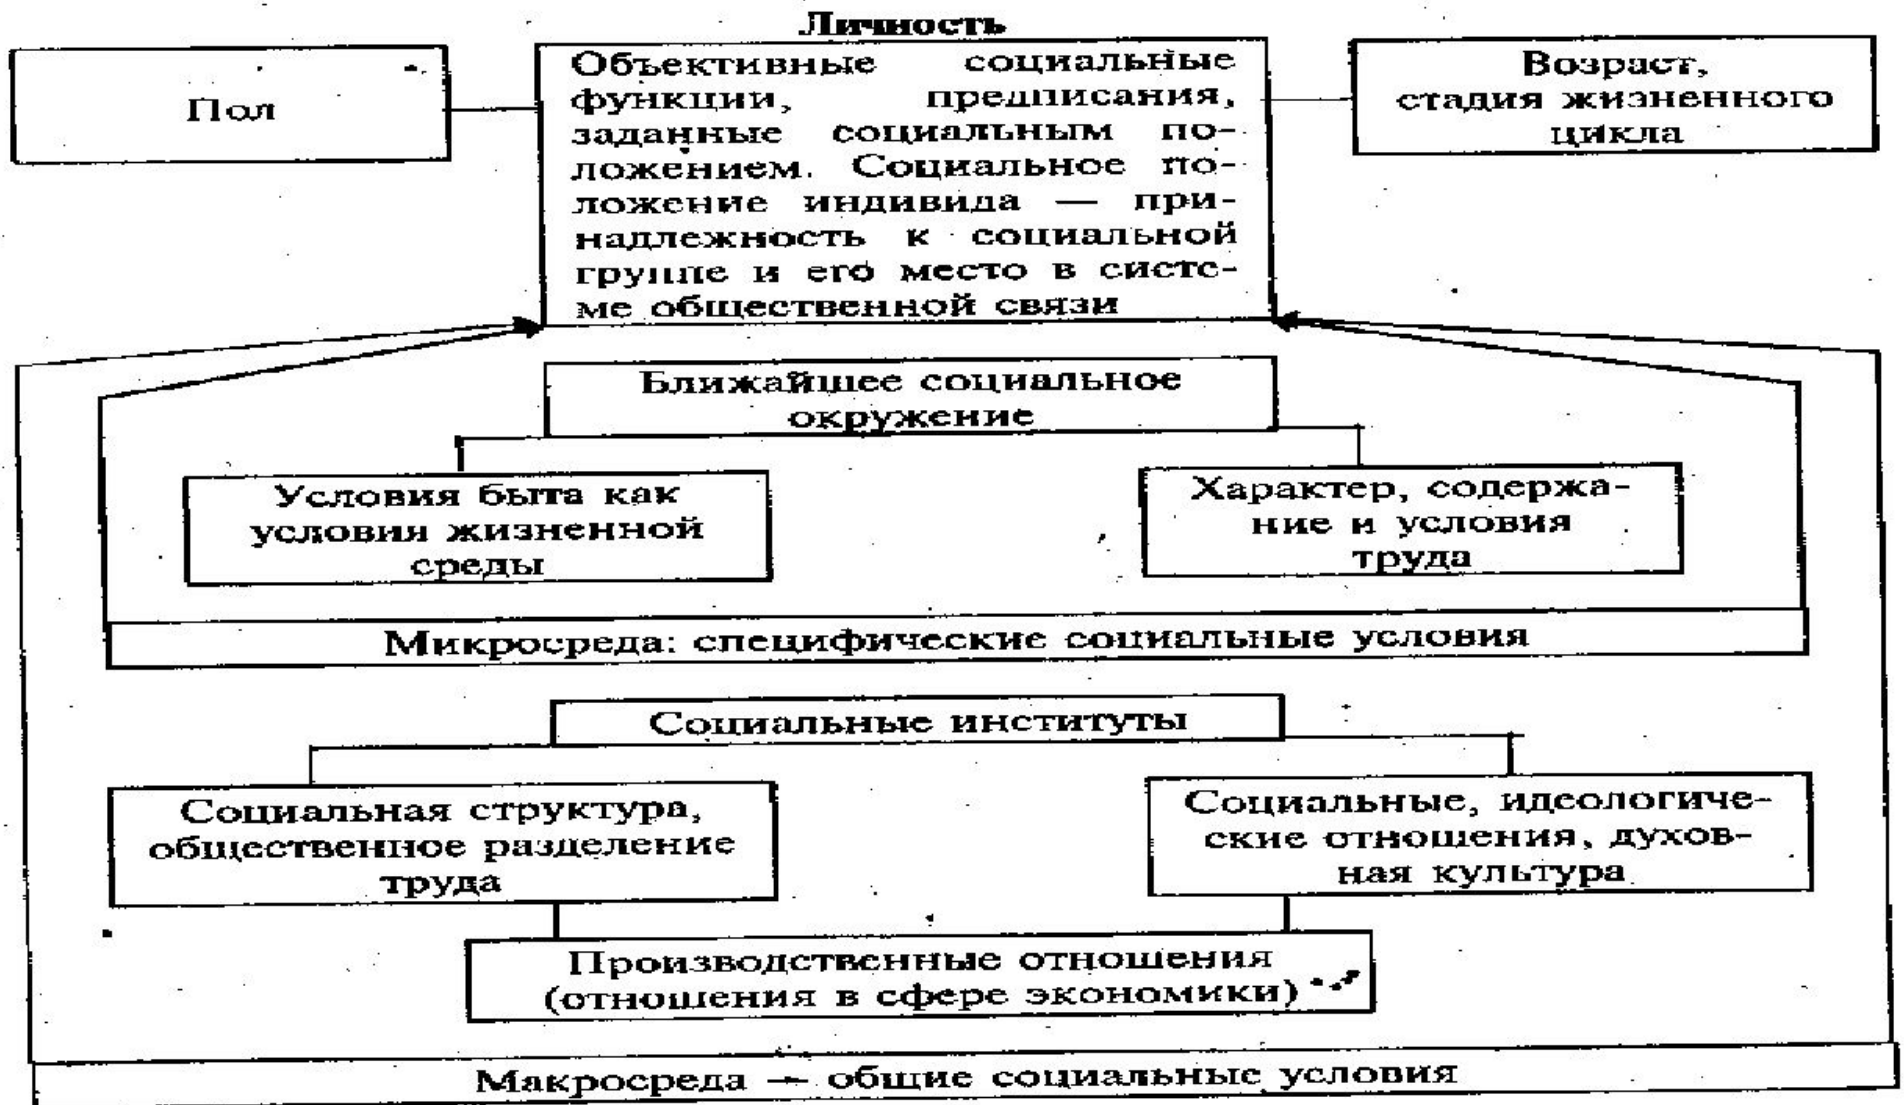 Личность
Пол
Объективные социальные
функции, предписания,
заданные социальным по-
ложением. Социальное по-
ложение индивида — при-
надлежность к социальной
группе и его место в систе-
ме общественной связи
Возраст,
стадия жизненного
цикла
Ближайшее социальное
окружение
Условия быта как
условия жизненной
среды
Характер, содержа-
ние и условия
труда
Микросреда: специфические социальные условия
Социальные институты
Социальная структура,
общественное разделение
труда
Социальные, идеологиче-
ские отношения, духов-
ная культура
Производственные отношения
(отношения в сфере экономики)
Макросреда — общие социальные условия